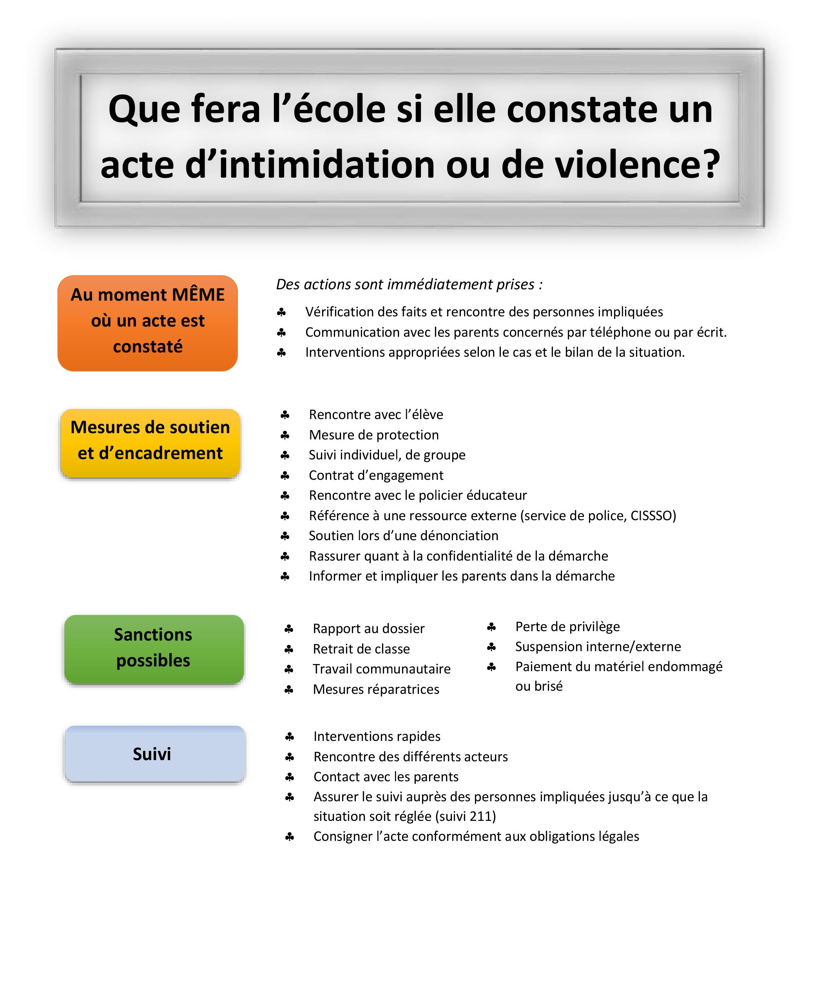 Que fera l’école si elle constate un
acte d’intimidation ou de violence?
Au moment MÊME
où un acte est
constaté
Des actions sont immédiatement prises :
♣ Vérification des faits et rencontre des personnes impliquées
♣ Communication avec les parents concernés par téléphone ou par écrit.
♣ Interventions appropriées selon le cas et le bilan de la situation.
Mesures de soutien
et d’encadrement
♣ Rencontre avec l’élève
♣ Mesure de protection
♣ Suivi individuel, de groupe
♣ Contrat d’engagement
♣ Rencontre avec le policier éducateur
♣ Référence à une ressource externe (service de police, CISSSO)
♣ Soutien lors d’une dénonciation
♣ Rassurer quant à la confidentialité de la démarche
♣ Informer et impliquer les parents dans la démarche
Sanctions
possibles
♣ Rapport au dossier
♣ Retrait de classe
♣ Travail communautaire
♣ Mesures réparatrices
♣ Perte de privilège
♣ Suspension interne/externe
♣ Paiement du matériel endommagé
ou brisé
Suivi
♣ Interventions rapides
♣ Rencontre des différents acteurs
♣ Contact avec les parents
♣ Assurer le suivi auprès des personnes impliquées jusqu’à ce que la
situation soit réglée (suivi 211)
♣ Consigner l’acte conformément aux obligations légales